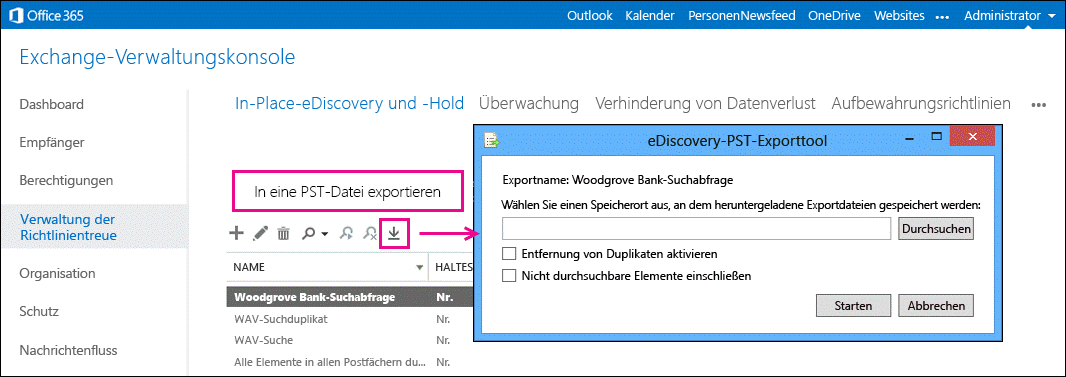 Office 365 Outlook Kalender PersonenNewsfeed OneDrive Websites ••• Administrator
Exchange-Verwaltungskonsole
Dashboard
Empfänger
Berechtigungen
Verwaltung der
Richtlinientreue
Organisation
Schutz
Nachrichtenfluss
In-Place-eDiscovery und -Hold Überwachung Verhinderung von Datenverlust Aufbewahrungsrichtlinien •••
In eine PST-Datei exportieren
NAME HALTES
Woodgrove Bank-Suchabfrage Nr.
WAV-Suchduplikat Nr.
WAV-Suche Nr.
Alle Elemente in allen Postfächern du... Nr.
eDiscovery-PST-Exporttool
Exportname: Woodgrove Bank-Suchabfrage
Wählen Sie einen Speicherort aus, an dem heruntergeladene Exportdateien gespeichert werden:
Durchsuchen
Entfernung von Duplikaten aktivieren
Nicht durchsuchbare Elemente einschließen
Starten Abbrechen